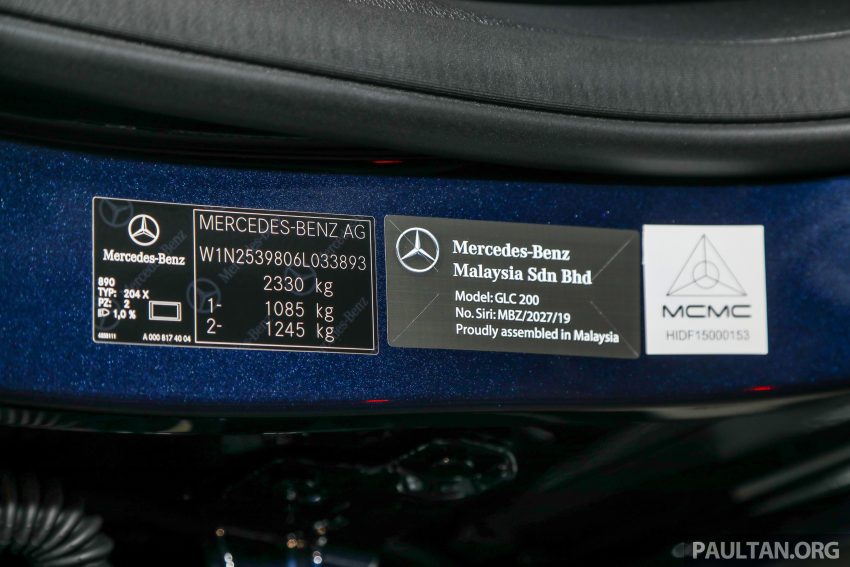 Mercedes-Benz
890
TYP: 204 X
PZ: 2
1,0 %
4659111
A 000 817 40 04
MERCEDES-BENZ AG
W1N2539806L033893
2330 kg
1- 1085 kg
2- 1245 kg
Mercedes-Benz
Malaysia Sdn Bhd
Model: GLC 200
No. Siri: MBZ/2027/19
Proudly assembled in Malaysia
MCMC
HIDF15000153
PAULTAN.ORG